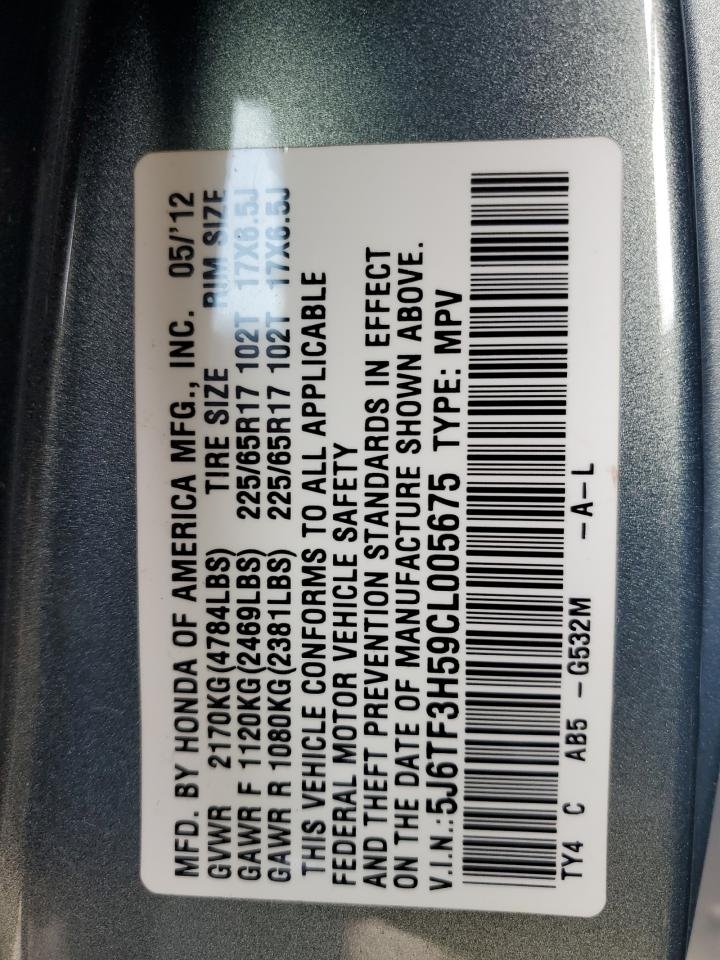 MFD. BY HONDA OF AMERICA MFG., INC. 05/'12
GVWR 2170KG(4784LBS) TIRE SIZE RIM SIZE
GAWR F 1120KG(2469LBS) 225/65R17 102T 17X6.5J
GAWR R 1080KG(2381LBS) 225/65R17 102T 17X6.5J
THIS VEHICLE CONFORMS TO ALL APPLICABLE
FEDERAL MOTOR VEHICLE SAFETY
AND THEFT PREVENTION STANDARDS IN EFFECT
ON THE DATE OF MANUFACTURE SHOWN ABOVE.
V.I.N.:5J6TF3H59CL005675 TYPE: MPV
TY4 C AB5 -G532M -A-L